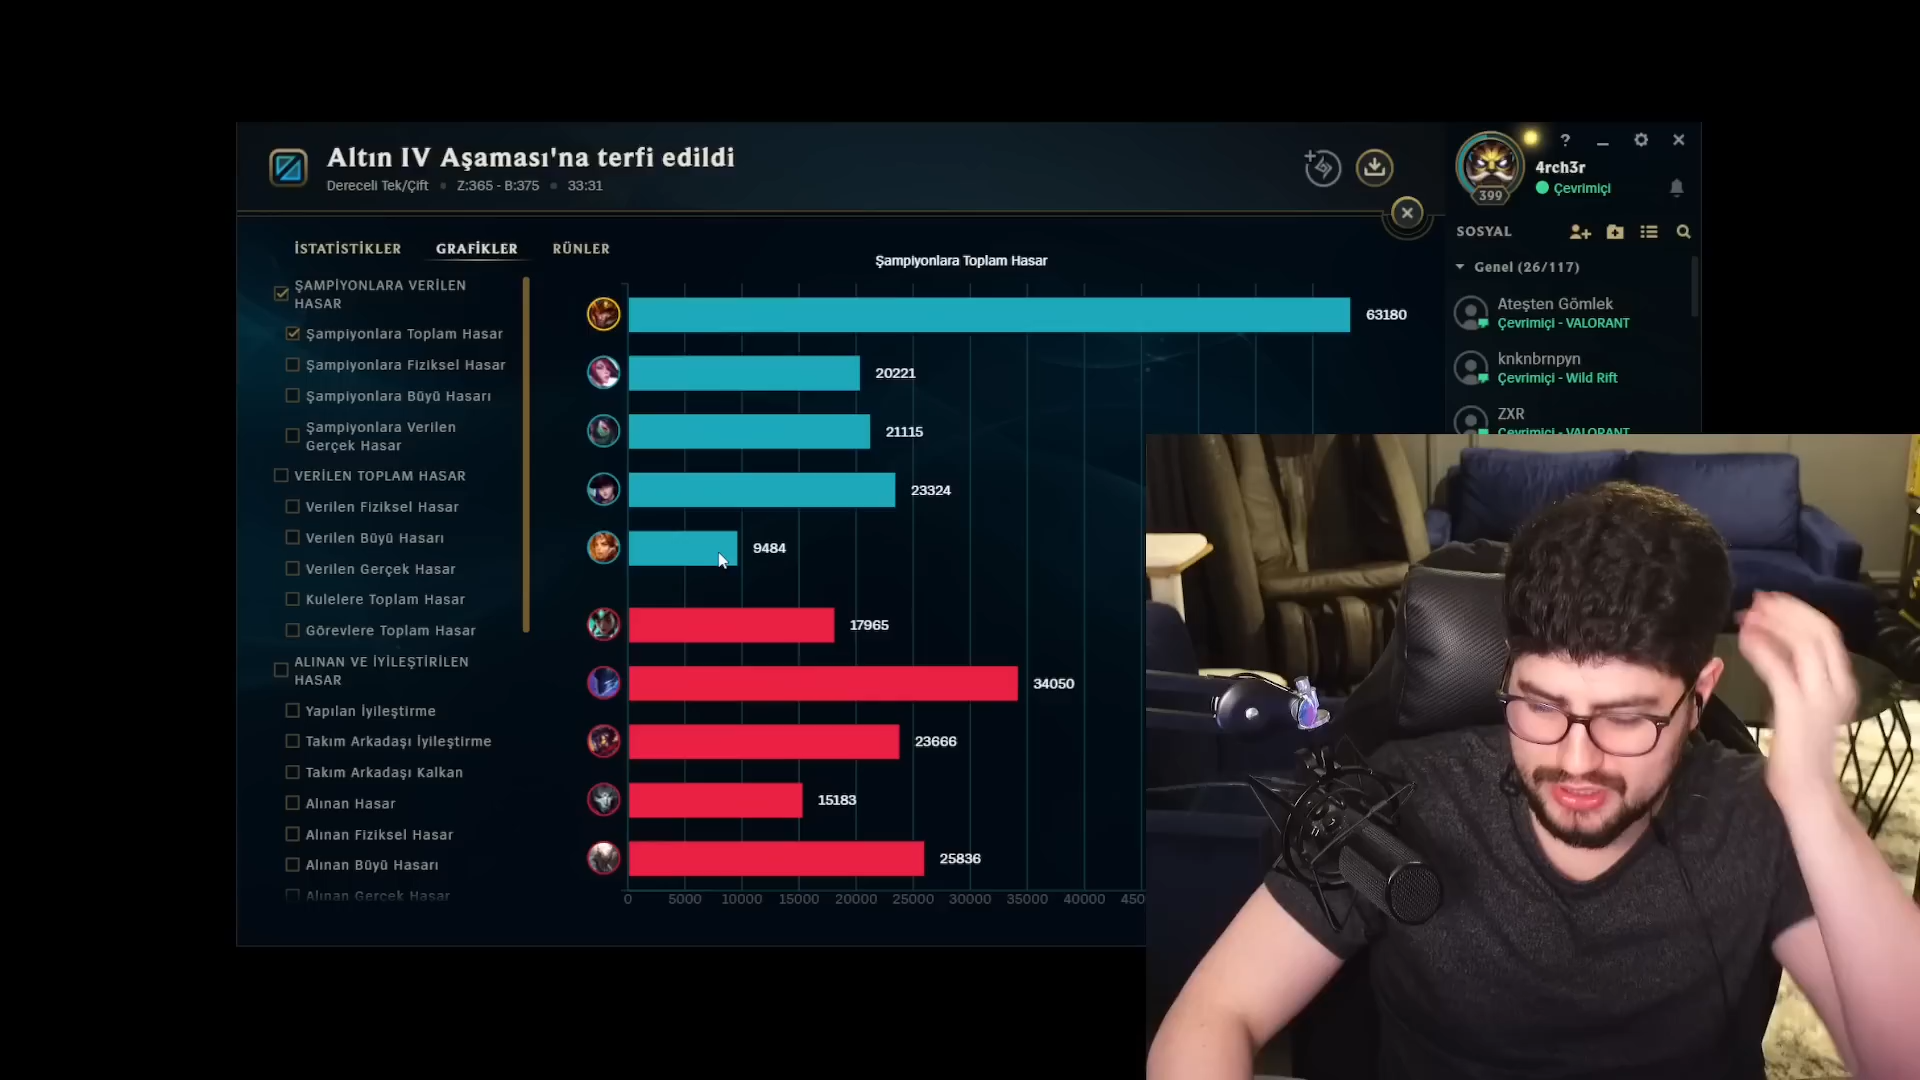 Altın IV Aşaması'na terfi edildi
Dereceli Tek/Çift • Z:365 - B:375 • 33:31
?
4rch3r
Çevrimiçi
399
SOSYAL
Genel (26/117)
Ateşten Gömlek
Çevrimiçi - VALORANT
knknbrnpyn
Çevrimiçi - Wild Rift
ZXR
Çevrimiçi - VALORANT
İSTATİSTİKLER
GRAFİKLER
RÜNLER
ŞAMPİYONLARA VERİLEN
HASAR
Şampiyonlara Toplam Hasar
Şampiyonlara Fiziksel Hasar
Şampiyonlara Büyü Hasarı
Şampiyonlara Verilen
Gerçek Hasar
VERİLEN TOPLAM HASAR
Verilen Fiziksel Hasar
Verilen Büyü Hasarı
Verilen Gerçek Hasar
Kulelere Toplam Hasar
Görevlere Toplam Hasar
ALINAN VE İYİLEŞTİRİLEN
HASAR
Yapılan İyileştirme
Takım Arkadaşı İyileştirme
Takım Arkadaşı Kalkan
Alınan Hasar
Alınan Fiziksel Hasar
Alınan Büyü Hasarı
Alınan Gerçek Hasar
Şampiyonlara Toplam Hasar
63180
20221
21115
23324
9484
17965
34050
23666
15183
25836
0 5000 10000 15000 20000 25000 30000 35000 40000 450